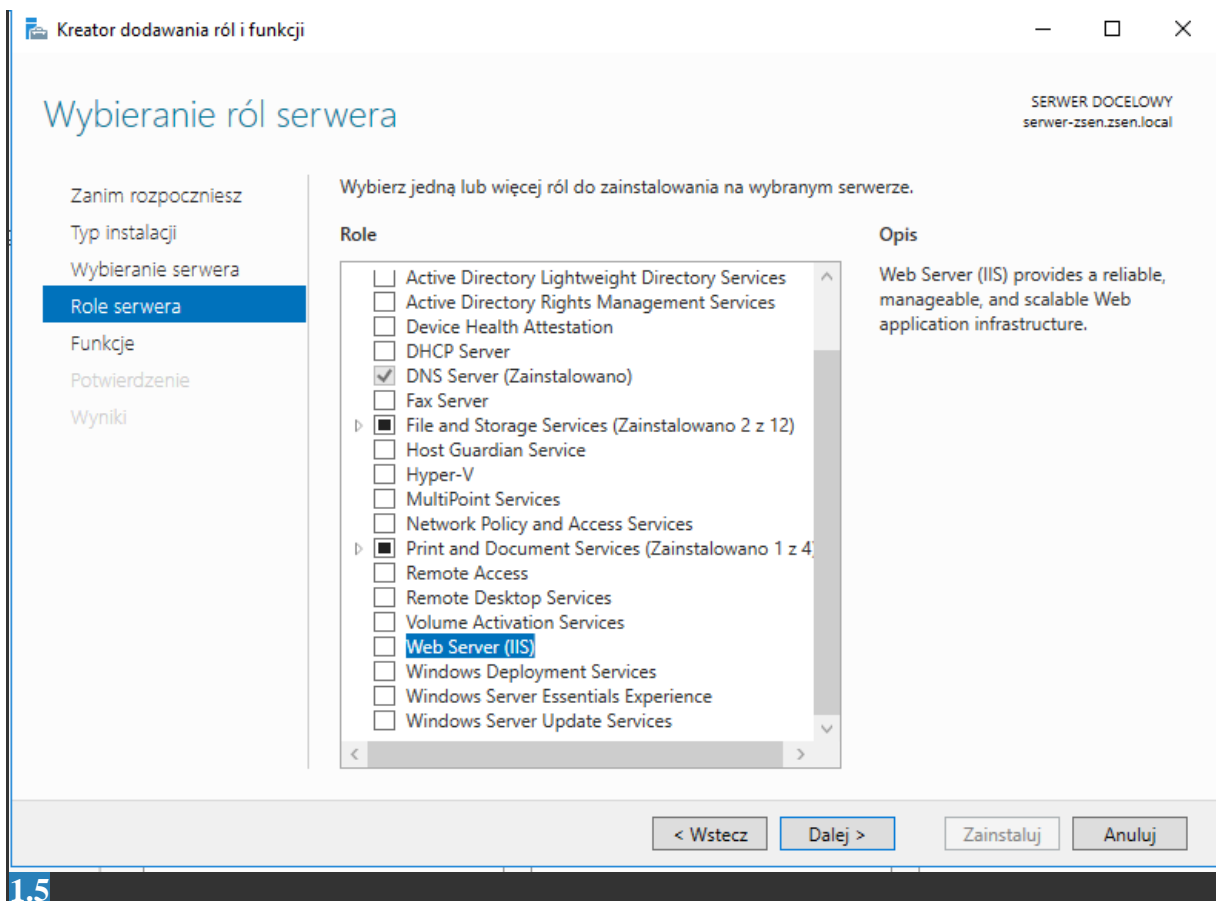 Kreator dodawania ról i funkcji
Wybieranie ról serwera
SERWER DOCELOWY
serwer-zsen.zsen.local
Zanim rozpoczniesz
Typ instalacji
Wybieranie serwera
Role serwera
Funkcje
Potwierdzenie
Wyniki
Wybierz jedną lub więcej ról do zainstalowania na wybranym serwerze.
Role
Active Directory Lightweight Directory Services
Active Directory Rights Management Services
Device Health Attestation
DHCP Server
DNS Server (Zainstalowano)
Fax Server
File and Storage Services (Zainstalowano 2 z 12)
Host Guardian Service
Hyper-V
MultiPoint Services
Network Policy and Access Services
Print and Document Services (Zainstalowano 1 z 4)
Remote Access
Remote Desktop Services
Volume Activation Services
Web Server (IIS)
Windows Deployment Services
Windows Server Essentials Experience
Windows Server Update Services
Opis
Web Server (IIS) provides a reliable,
manageable, and scalable Web
application infrastructure.
< Wstecz
Dalej >
Zainstaluj
Anuluj
1.5